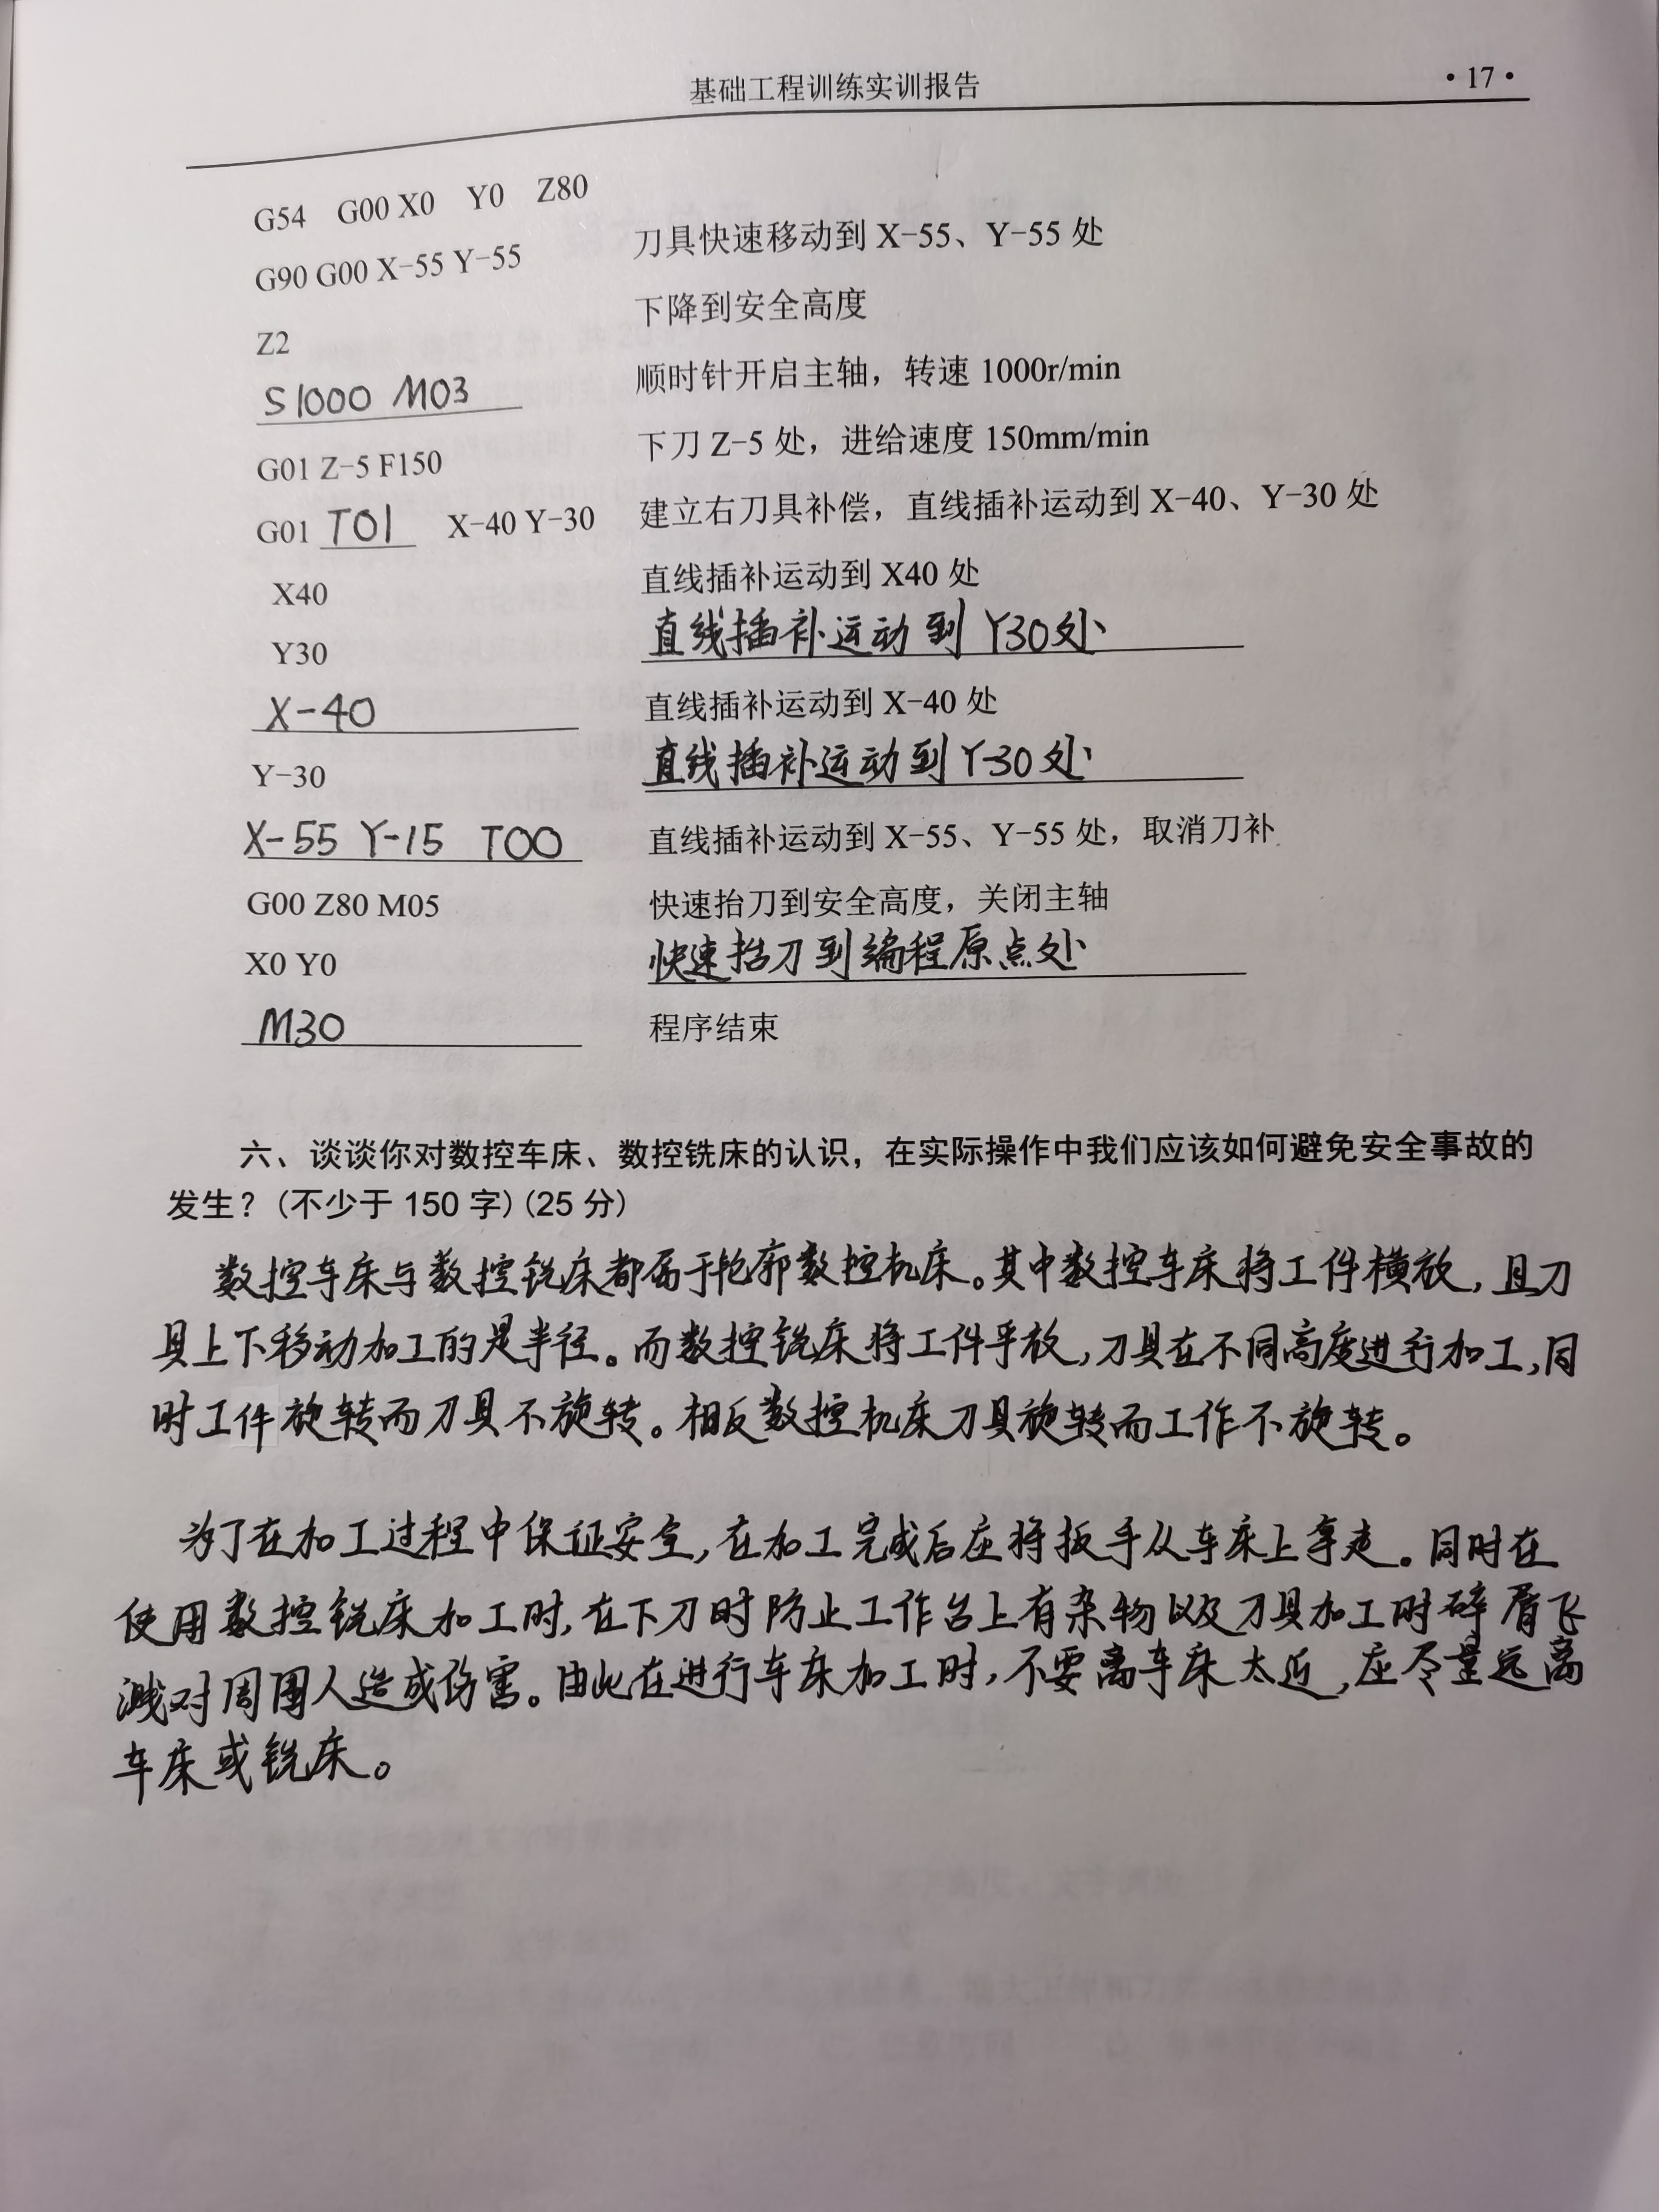 基础工程训练实训报告 ·17·
G54 G00 X0 Y0 Z80
G90 G00 X-55 Y-55 刀具快速移动到 X-55、Y-55 处
Z2 下降到安全高度
S1000 M03 顺时针开启主轴，转速 1000r/min
G01 Z-5 F150 下刀 Z-5 处，进给速度 150mm/min
G01 T01 X-40 Y-30 建立右刀具补偿，直线插补运动到 X-40、Y-30 处
X40 直线插补运动到 X40 处
Y30 直线插补运动到 Y30处
X-40 直线插补运动到 X-40 处
Y-30 直线插补运动到 Y-30处
X-55 Y-15 T00 直线插补运动到 X-55、Y-55 处，取消刀补
G00 Z80 M05 快速抬刀到安全高度，关闭主轴
X0 Y0 快速抬刀到编程原点处
M30 程序结束
六、谈谈你对数控车床、数控铣床的认识，在实际操作中我们应该如何避免安全事故的
发生？(不少于 150 字)(25 分)
数控车床与数控铣床都属于轮廓数控机床。其中数控车床将工件横放，且刀
具上下移动加工的是半径。而数控铣床将工件平放，刀具在不同高度进行加工，同
时工件旋转而刀具不旋转。相反数控机床刀具旋转而工作不旋转。
为了在加工过程中保证安全，在加工完成后应将扳手从车床上拿走。同时在
使用数控铣床加工时，在下刀时防止工作台上有杂物以及刀具加工时碎屑飞
溅对周围人造成伤害。由此在进行车床加工时，不要离车床太近，应尽量远离
车床或铣床。